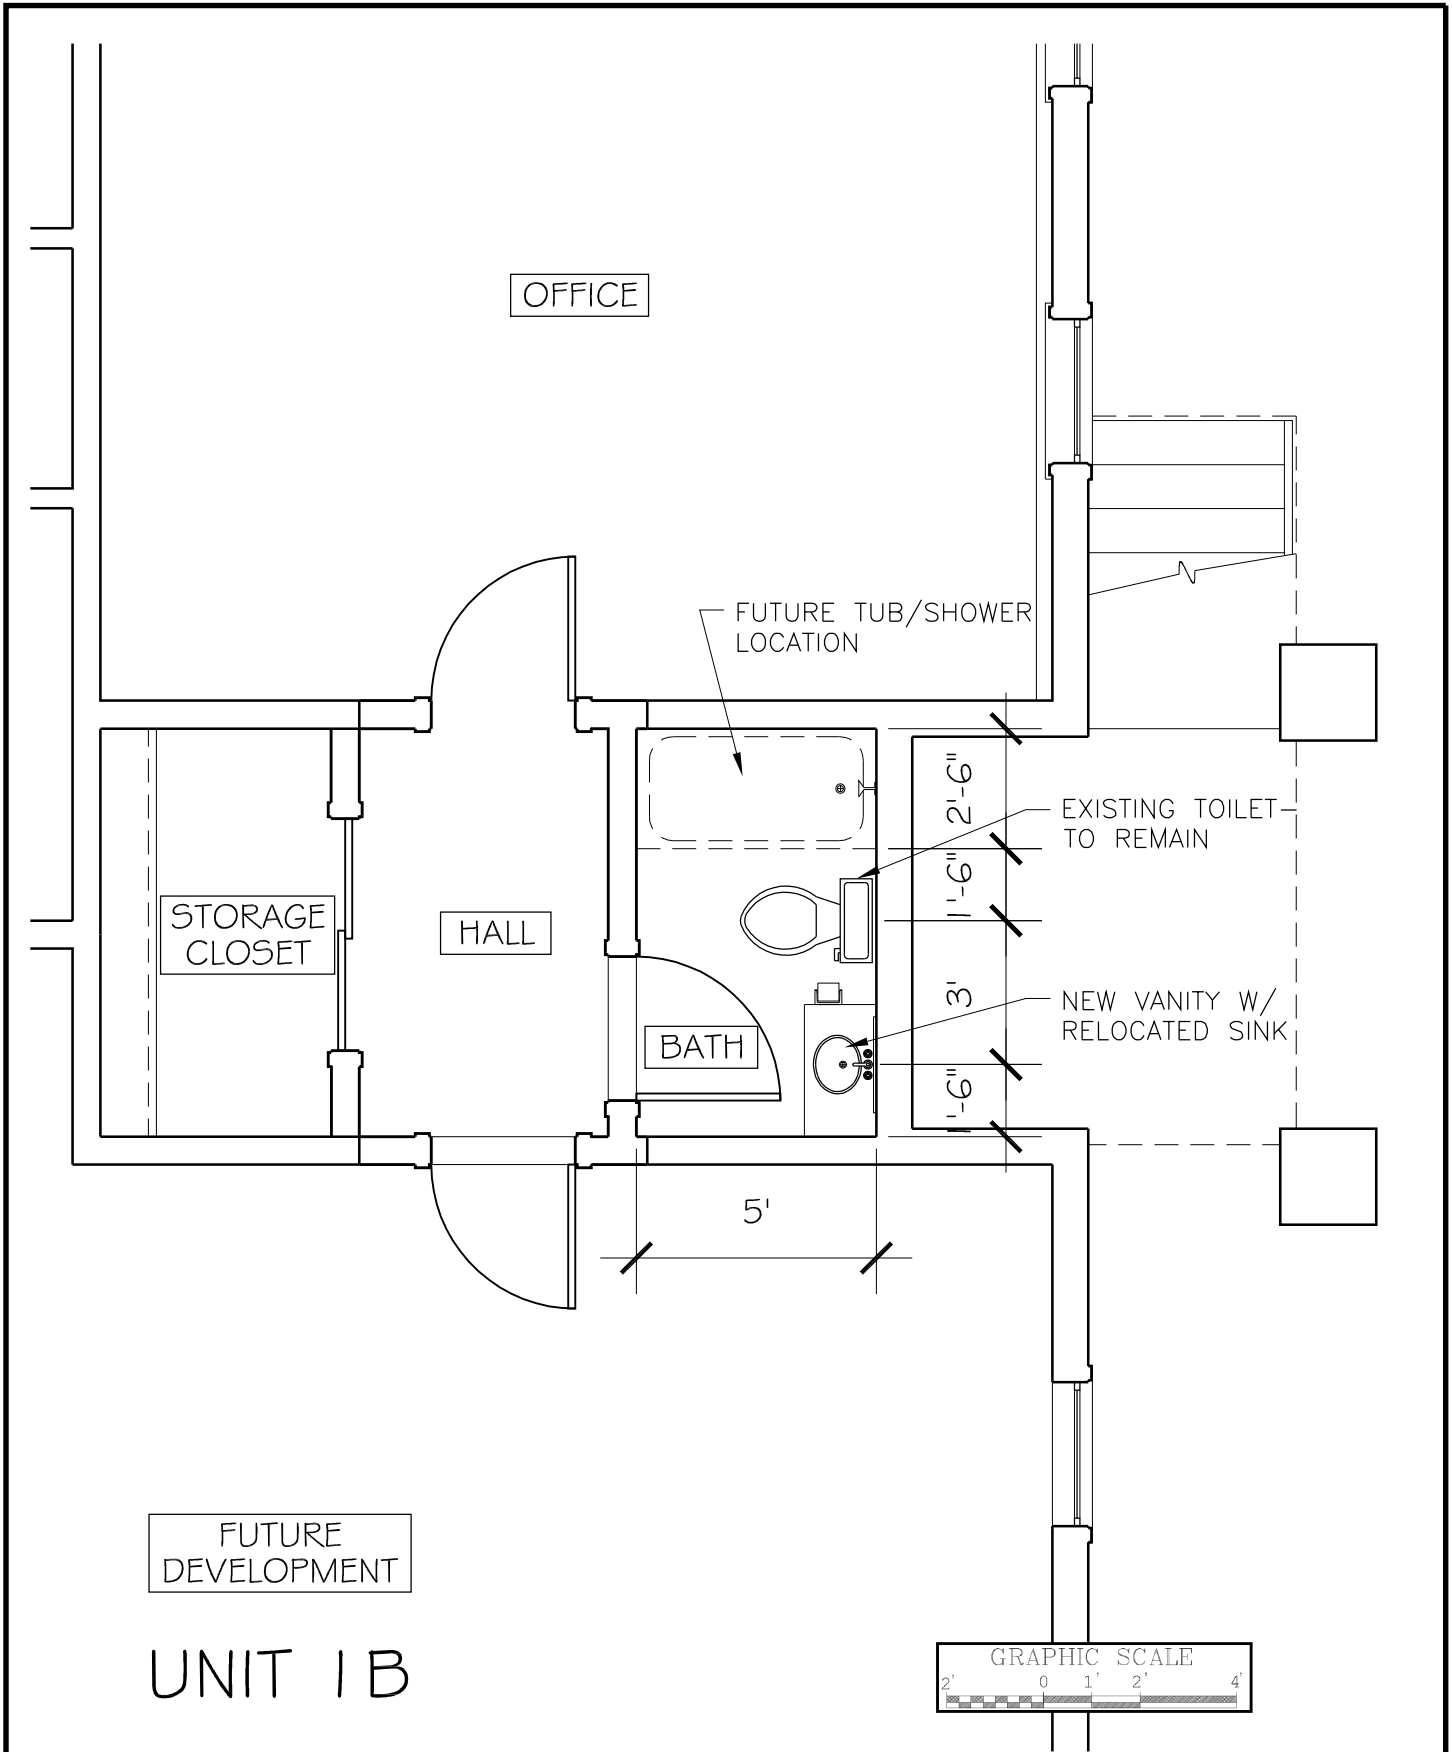 OFFICE
FUTURE TUB/SHOWER
LOCATION
2'-6"
EXISTING TOILET
TO REMAIN
1'-6"
STORAGE
CLOSET
HALL
3'
NEW VANITY W/
RELOCATED SINK
BATH
1'-6"
5'
FUTURE
DEVELOPMENT
UNIT 1B
GRAPHIC SCALE
2' 0 1' 2' 4'